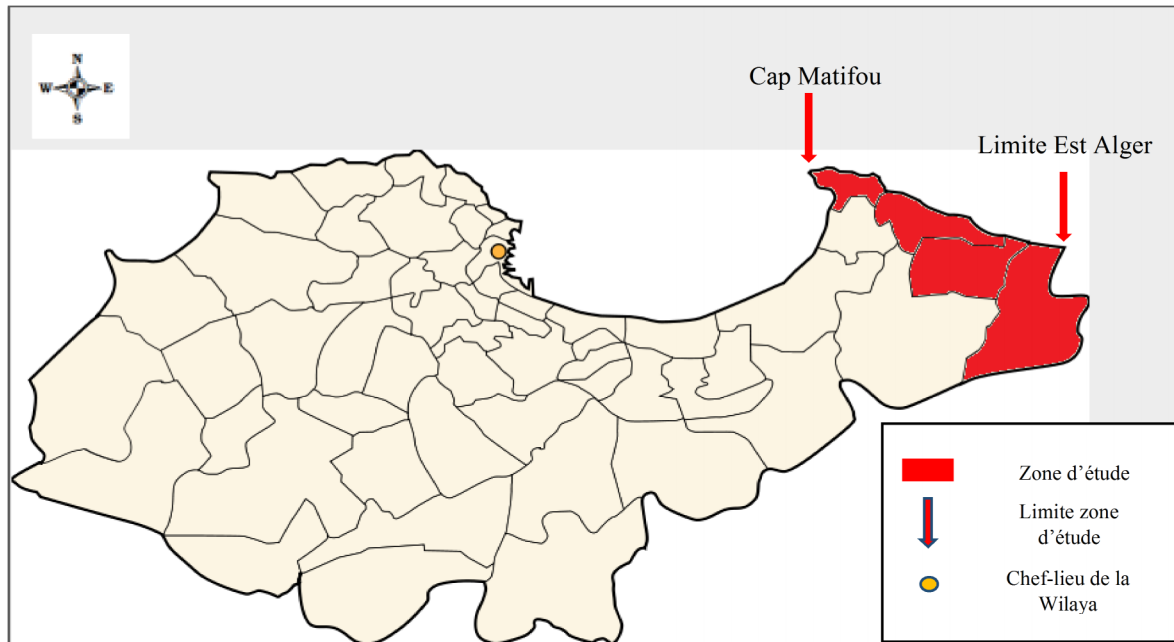 N
W E
S
Cap Matifou
Limite Est Alger
Zone d'étude
Limite zone
d'étude
Chef-lieu de la
Wilaya